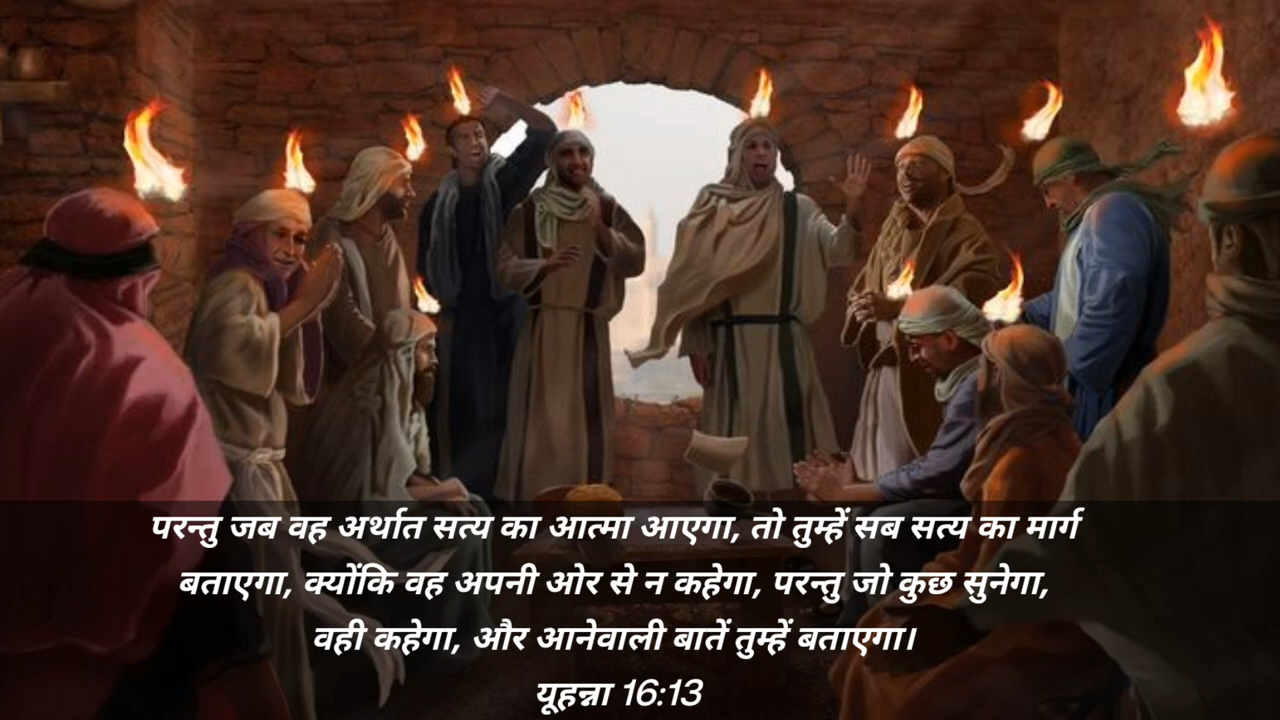 परन्तु जब वह अर्थात सत्य का आत्मा आएगा, तो तुम्हें सब सत्य का मार्ग
बताएगा, क्योंकि वह अपनी ओर से न कहेगा, परन्तु जो कुछ सुनेगा,
वही कहेगा, और आनेवाली बातें तुम्हें बताएगा।
यूहन्ना 16:13